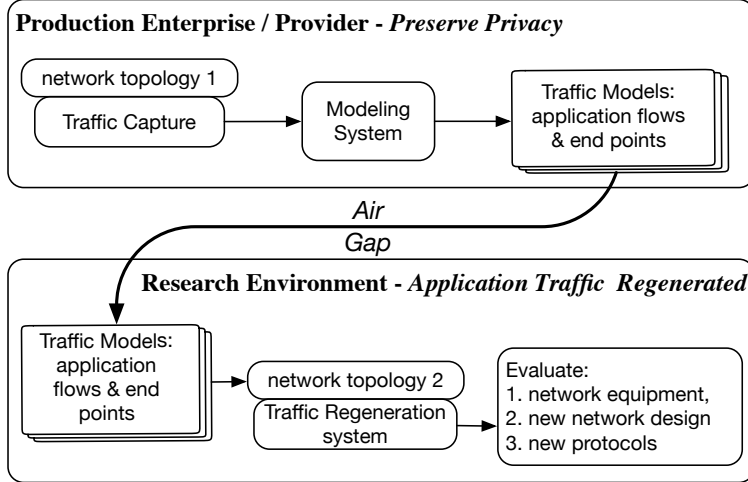 Production Enterprise / Provider - Preserve Privacy
network topology 1
Traffic Capture
Modeling
System
Traffic Models:
application flows
& end points
Air
Gap
Research Environment - Application Traffic Regenerated
Traffic Models:
application
flows & end
points
network topology 2
Traffic Regeneration
system
Evaluate:
1. network equipment,
2. new network design
3. new protocols